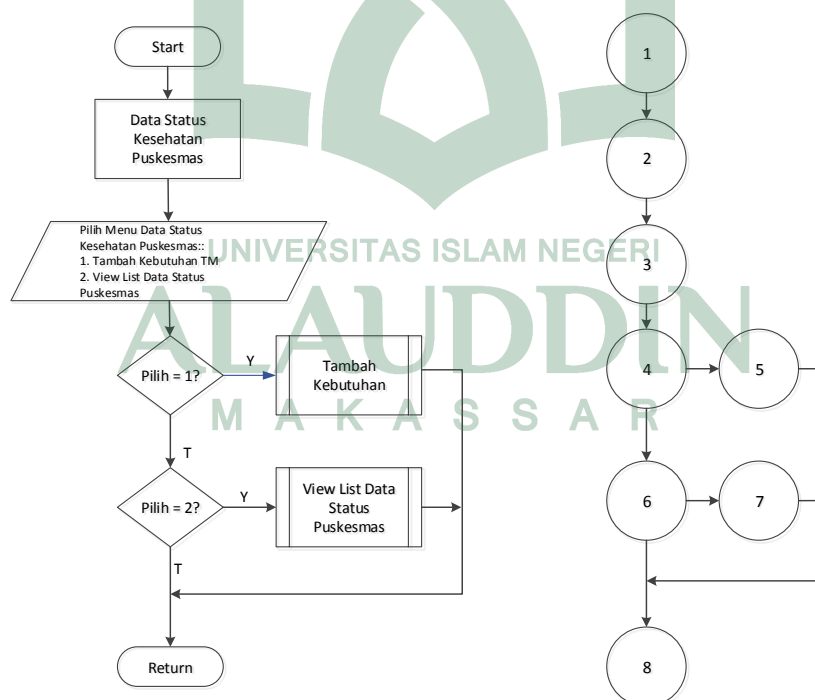 Start
Data Status
Kesehatan
Puskesmas
Pilih Menu Data Status
Kesehatan Puskesmas::
1. Tambah Kebutuhan TM
2. View List Data Status
Puskesmas
Pilih = 1?
Y
Tambah
Kebutuhan
T
Pilih = 2?
Y
View List Data
Status
Puskesmas
T
Return
1
2
3
4
5
6
7
8
UNIVERSITAS ISLAM NEGERI
ALAUDDIN
MAKASSAR